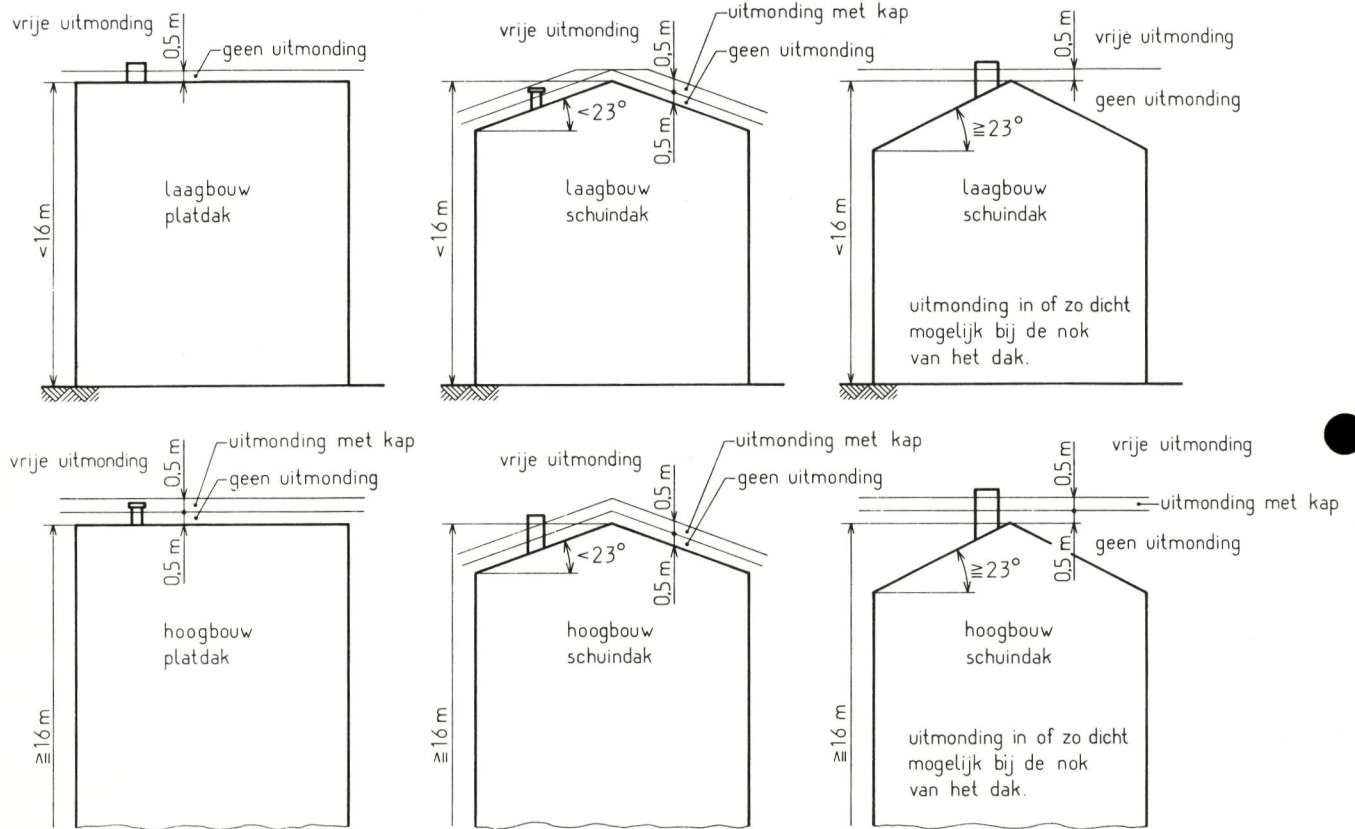 vrije uitmonding
0,5 m
geen uitmonding
<16 m
laagbouw
platdak
vrije uitmonding
0,5 m
uitmonding met kap
geen uitmonding
<23°
0,5 m
<16 m
laagbouw
schuindak
0,5 m
vrije uitmonding
geen uitmonding
≧23°
<16 m
laagbouw
schuindak
uitmonding in of zo dicht
mogelijk bij de nok
van het dak.
vrije uitmonding
0,5 m
uitmonding met kap
geen uitmonding
0,5 m
≧16 m
hoogbouw
platdak
vrije uitmonding
0,5 m
uitmonding met kap
geen uitmonding
<23°
0,5 m
≧16 m
hoogbouw
schuindak
0,5 m
vrije uitmonding
uitmonding met kap
geen uitmonding
0,5 m
≧23°
≧16 m
hoogbouw
schuindak
uitmonding in of zo dicht
mogelijk bij de nok
van het dak.